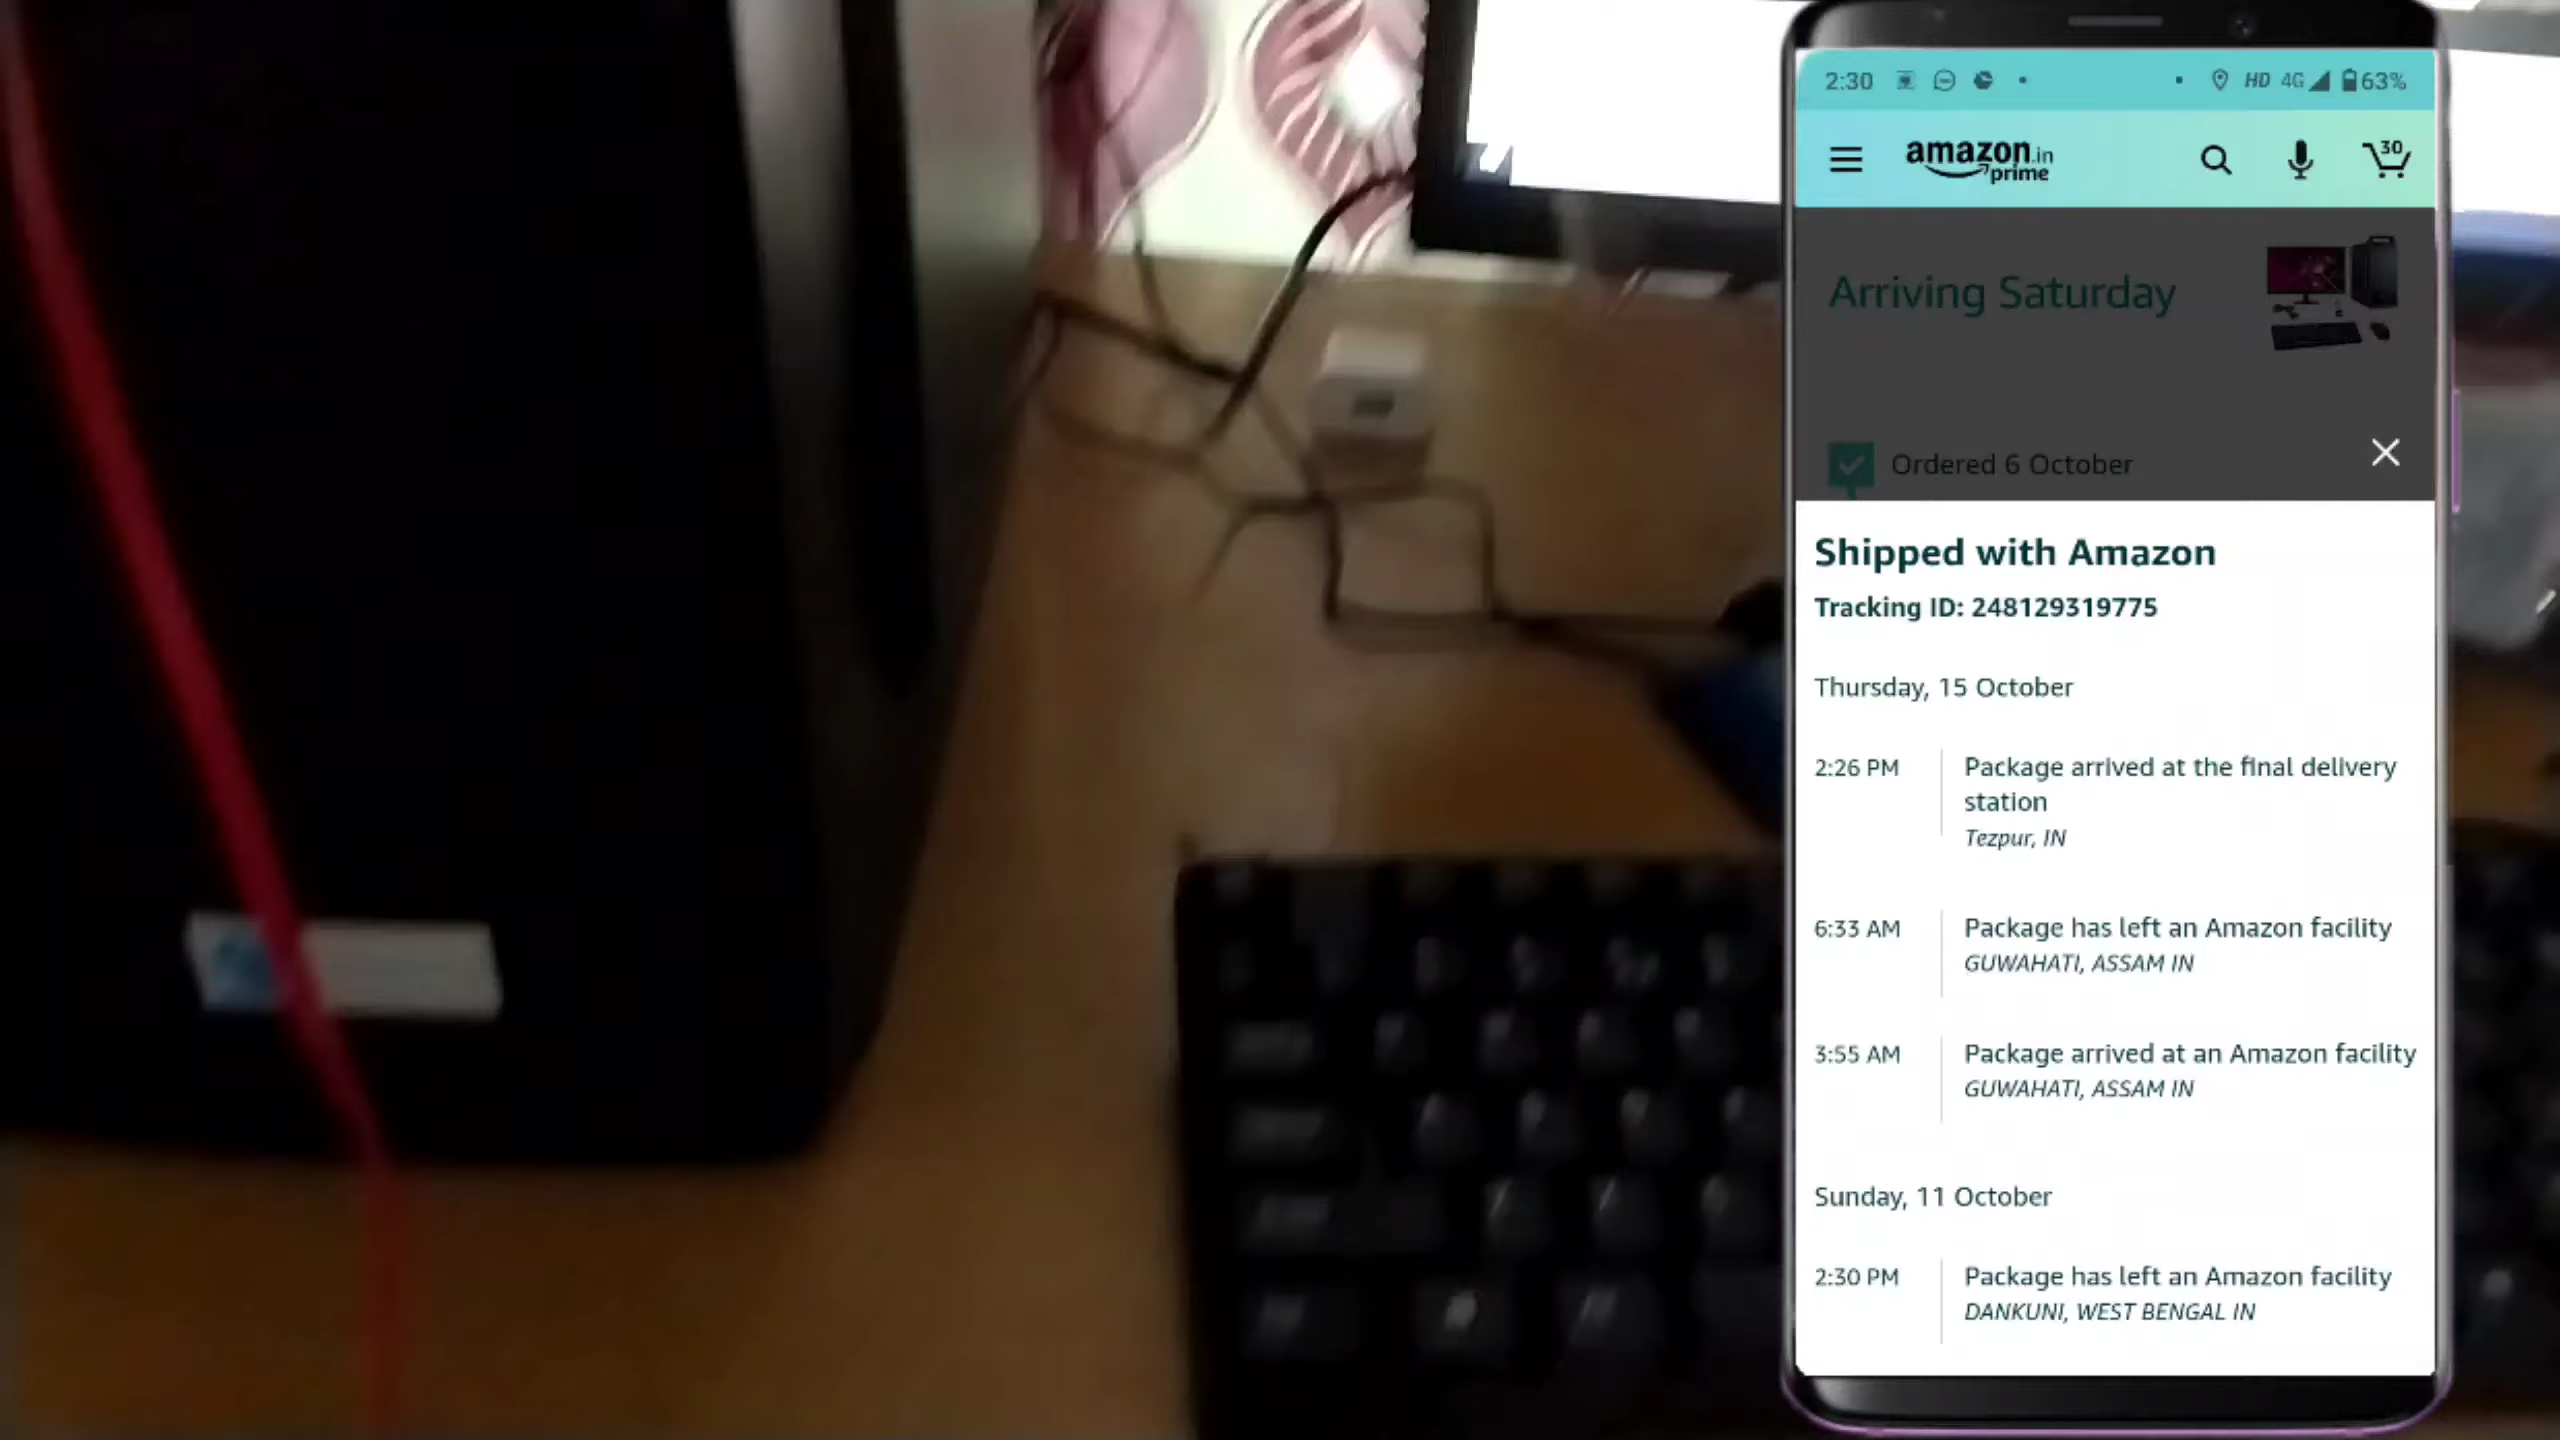 2:30
HD 4G 63%
amazon.in
prime
30
Arriving Saturday
Ordered 6 October
Shipped with Amazon
Tracking ID: 248129319775
Thursday, 15 October
2:26 PM
Package arrived at the final delivery
station
Tezpur, IN
6:33 AM
Package has left an Amazon facility
GUWAHATI, ASSAM IN
3:55 AM
Package arrived at an Amazon facility
GUWAHATI, ASSAM IN
Sunday, 11 October
2:30 PM
Package has left an Amazon facility
DANKUNI, WEST BENGAL IN